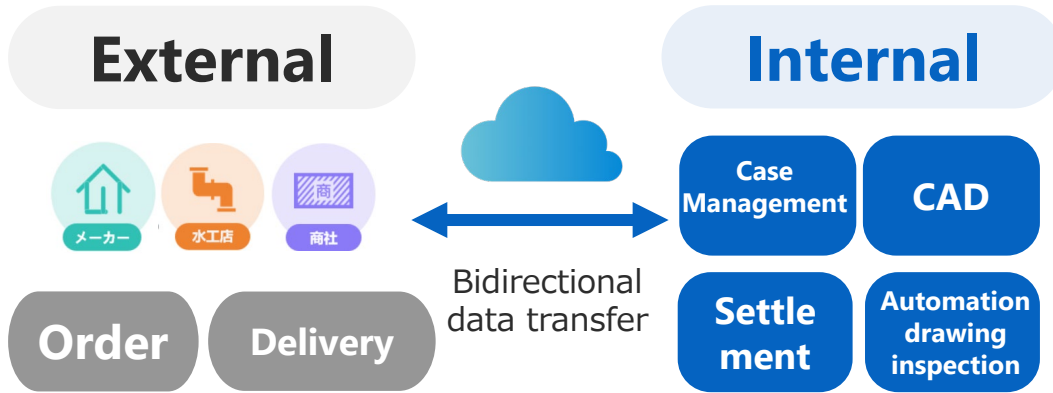 External
Internal
メーカー
水工店
商
商社
Bidirectional
data transfer
Order
Delivery
Case
Management
CAD
Settle
ment
Automation
drawing
inspection